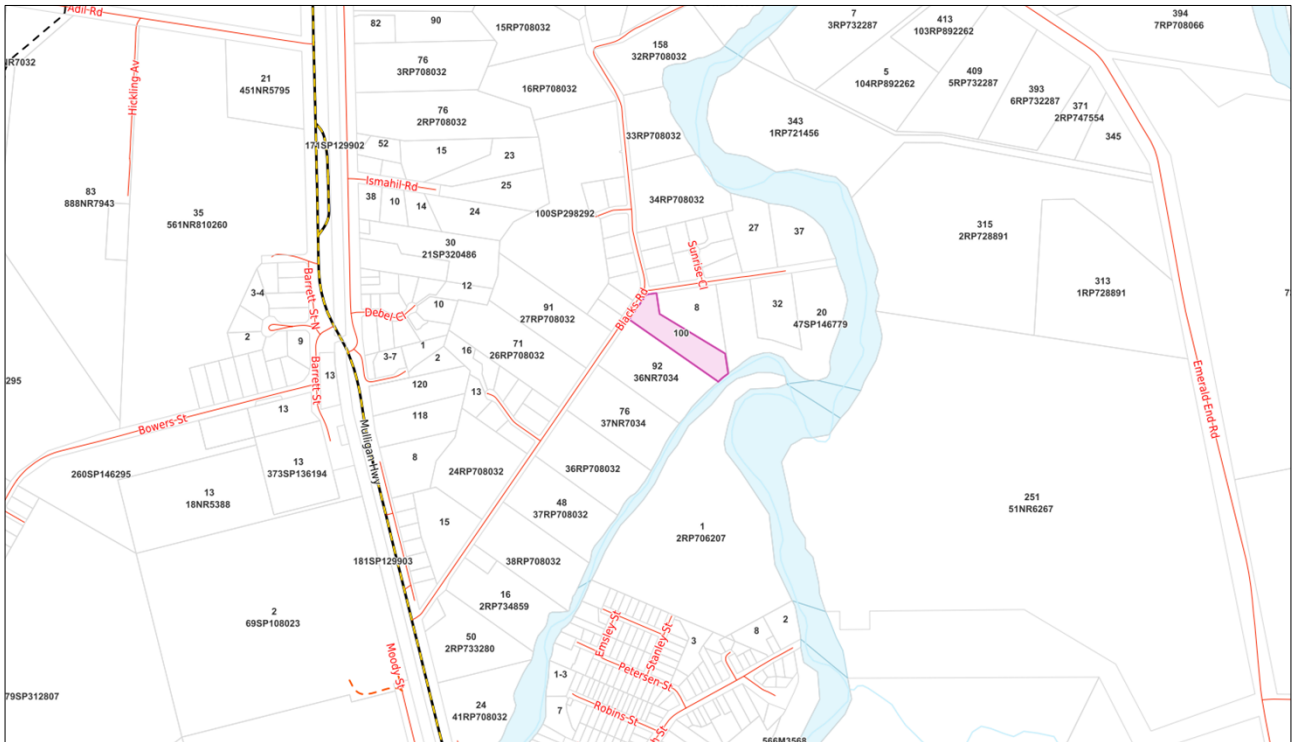 Adil Rd
82
90
15RP708032
158
32RP708032
7
3RP732287
413
103RP892262
394
7RP708066
76
3RP708032
16RP708032
5
104RP892262
409
5RP732287
393
6RP732287
371
2RP747554
345
21
451NR5795
Hickling Av
76
2RP708032
33RP708032
343
1RP721456
171SP129902
52
15
23
Ismahil Rd
25
38
10
14
24
34RP708032
83
888NR7943
35
561NR810260
100SP298292
27
37
315
2RP728891
30
21SP320486
Sunrise Cl
313
1RP728891
3-4
Barrett St N
12
10
Debel C
91
27RP708032
Blacks Rd
8
32
20
47SP146779
2
9
1
3-7
2
16
71
26RP708032
100
92
36NR7034
295
13
Barrett St
120
13
118
76
37NR7034
Emerald End Rd
Bowers St
13
Mulligan Hwy
8
24RP708032
36RP708032
260SP146295
13
373SP136194
13
18NR5388
48
37RP708032
251
51NR6267
15
1
2RP706207
181SP129903
38RP708032
16
2RP734859
2
69SP108023
Emsley St
Stanley St
3
8
2
50
2RP733280
Moody St
Petersen St
1-3
79SP312807
24
41RP708032
7
Robins St
566M3568